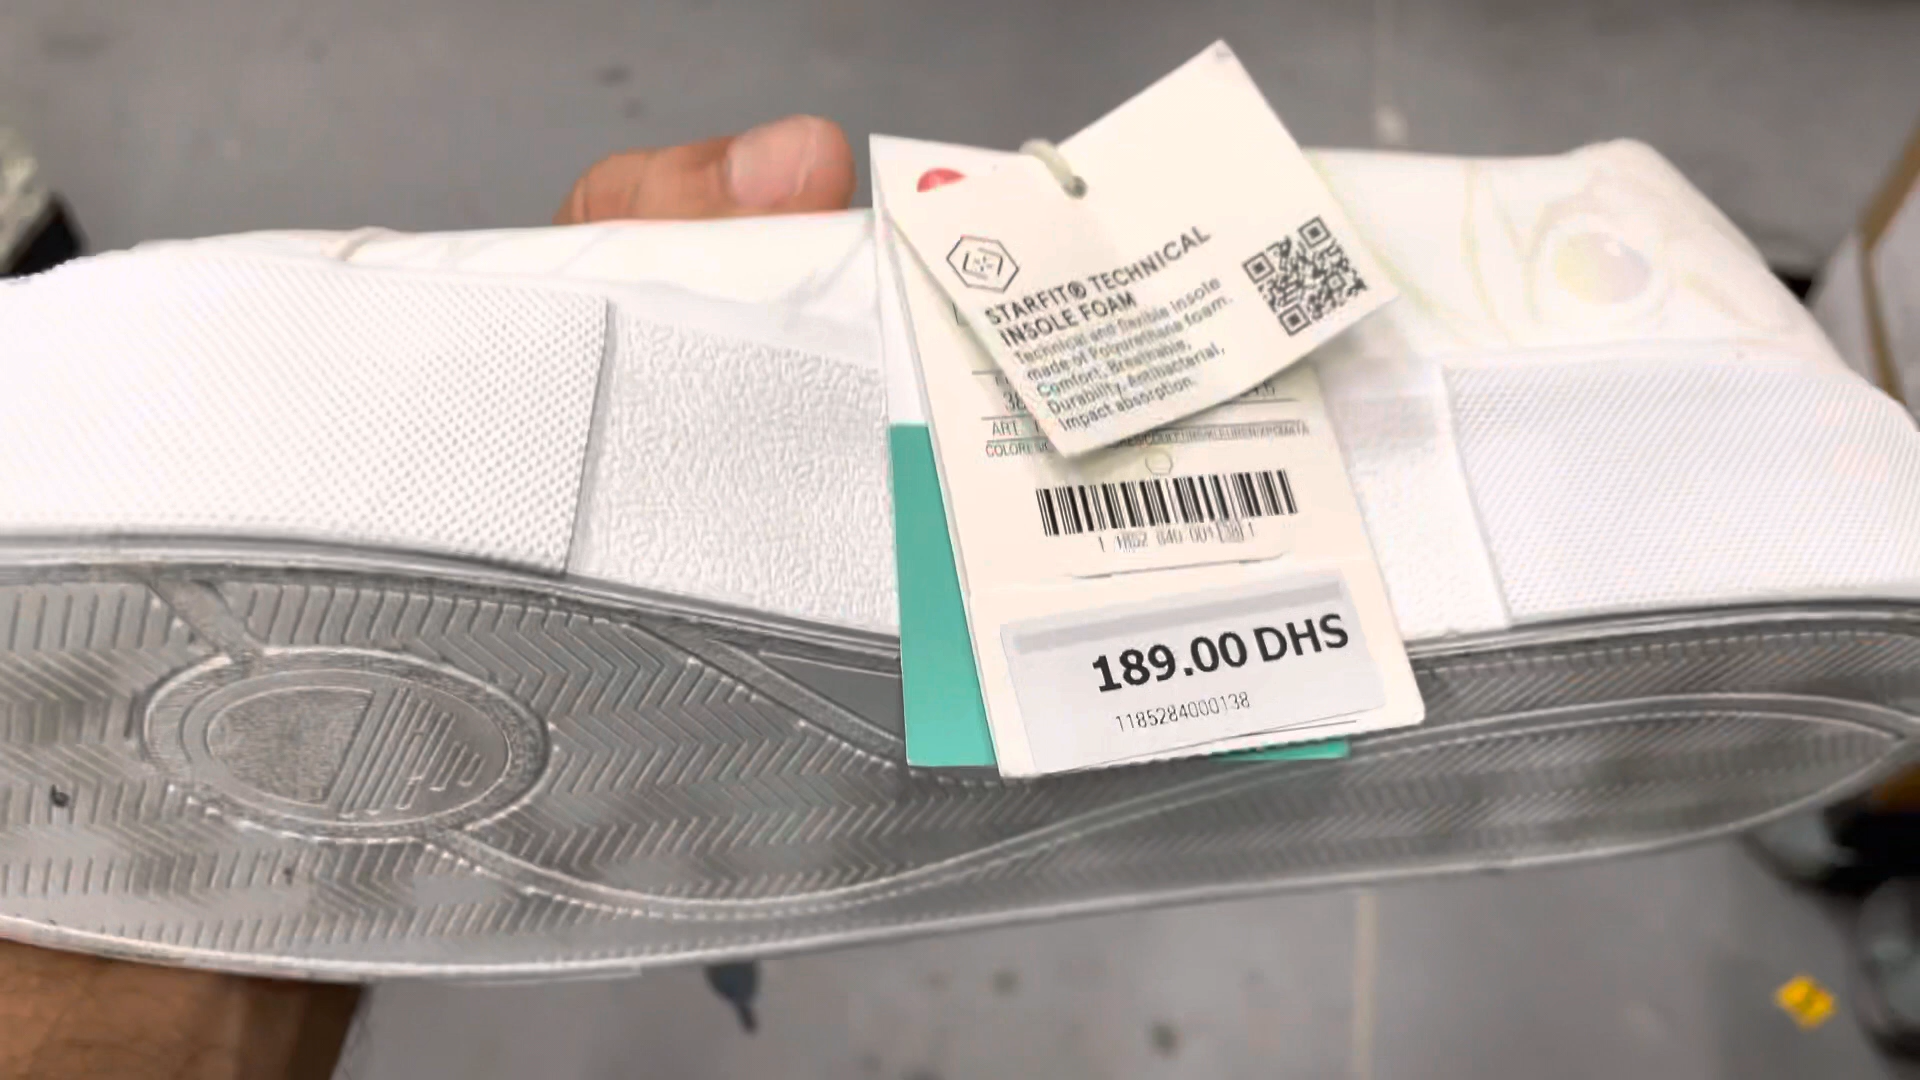 STARFIT® TECHNICAL
INSOLE FOAM
Technical and flexible insole
made of Polyurethane foam.
Comfort, Breathable,
Durability, Antibacterial,
Impact absorption.
38
ART.
189.00 DHS
1185284000138